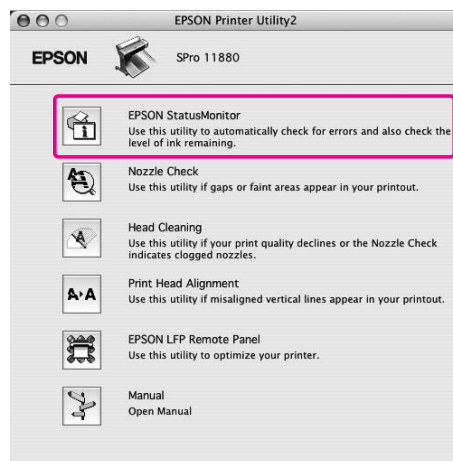 EPSON Printer Utility2
EPSON
SPro 11880
EPSON StatusMonitor
Use this utility to automatically check for errors and also check the
level of ink remaining.
Nozzle Check
Use this utility if gaps or faint areas appear in your printout.
Head Cleaning
Use this utility if your print quality declines or the Nozzle Check
indicates clogged nozzles.
A▸A
Print Head Alignment
Use this utility if misaligned vertical lines appear in your printout.
EPSON LFP Remote Panel
Use this utility to optimize your printer.
Manual
Open Manual